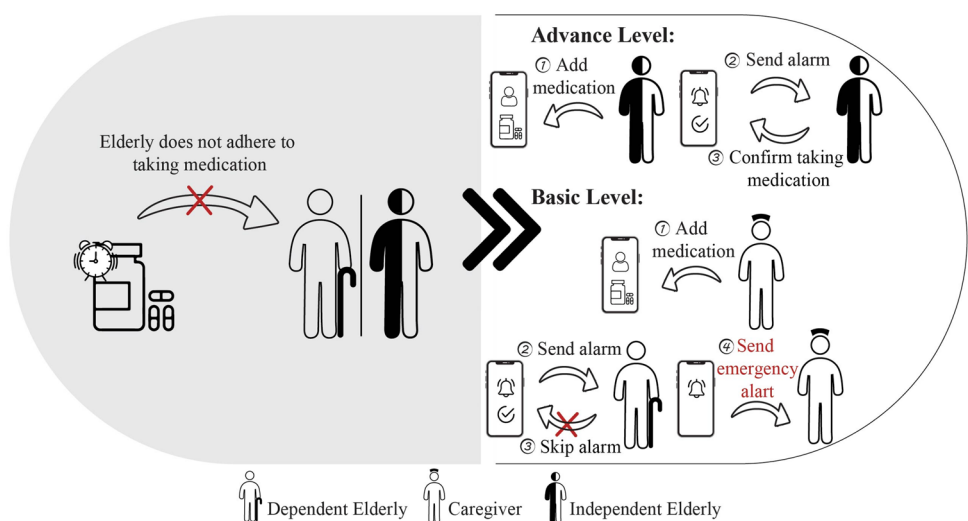 Elderly does not adhere to
taking medication
Advance Level:
① Add
medication
② Send alarm
③ Confirm taking
medication
Basic Level:
① Add
medication
② Send alarm
③ Skip alarm
④ Send
emergency
alart
Dependent Elderly
Caregiver
Independent Elderly